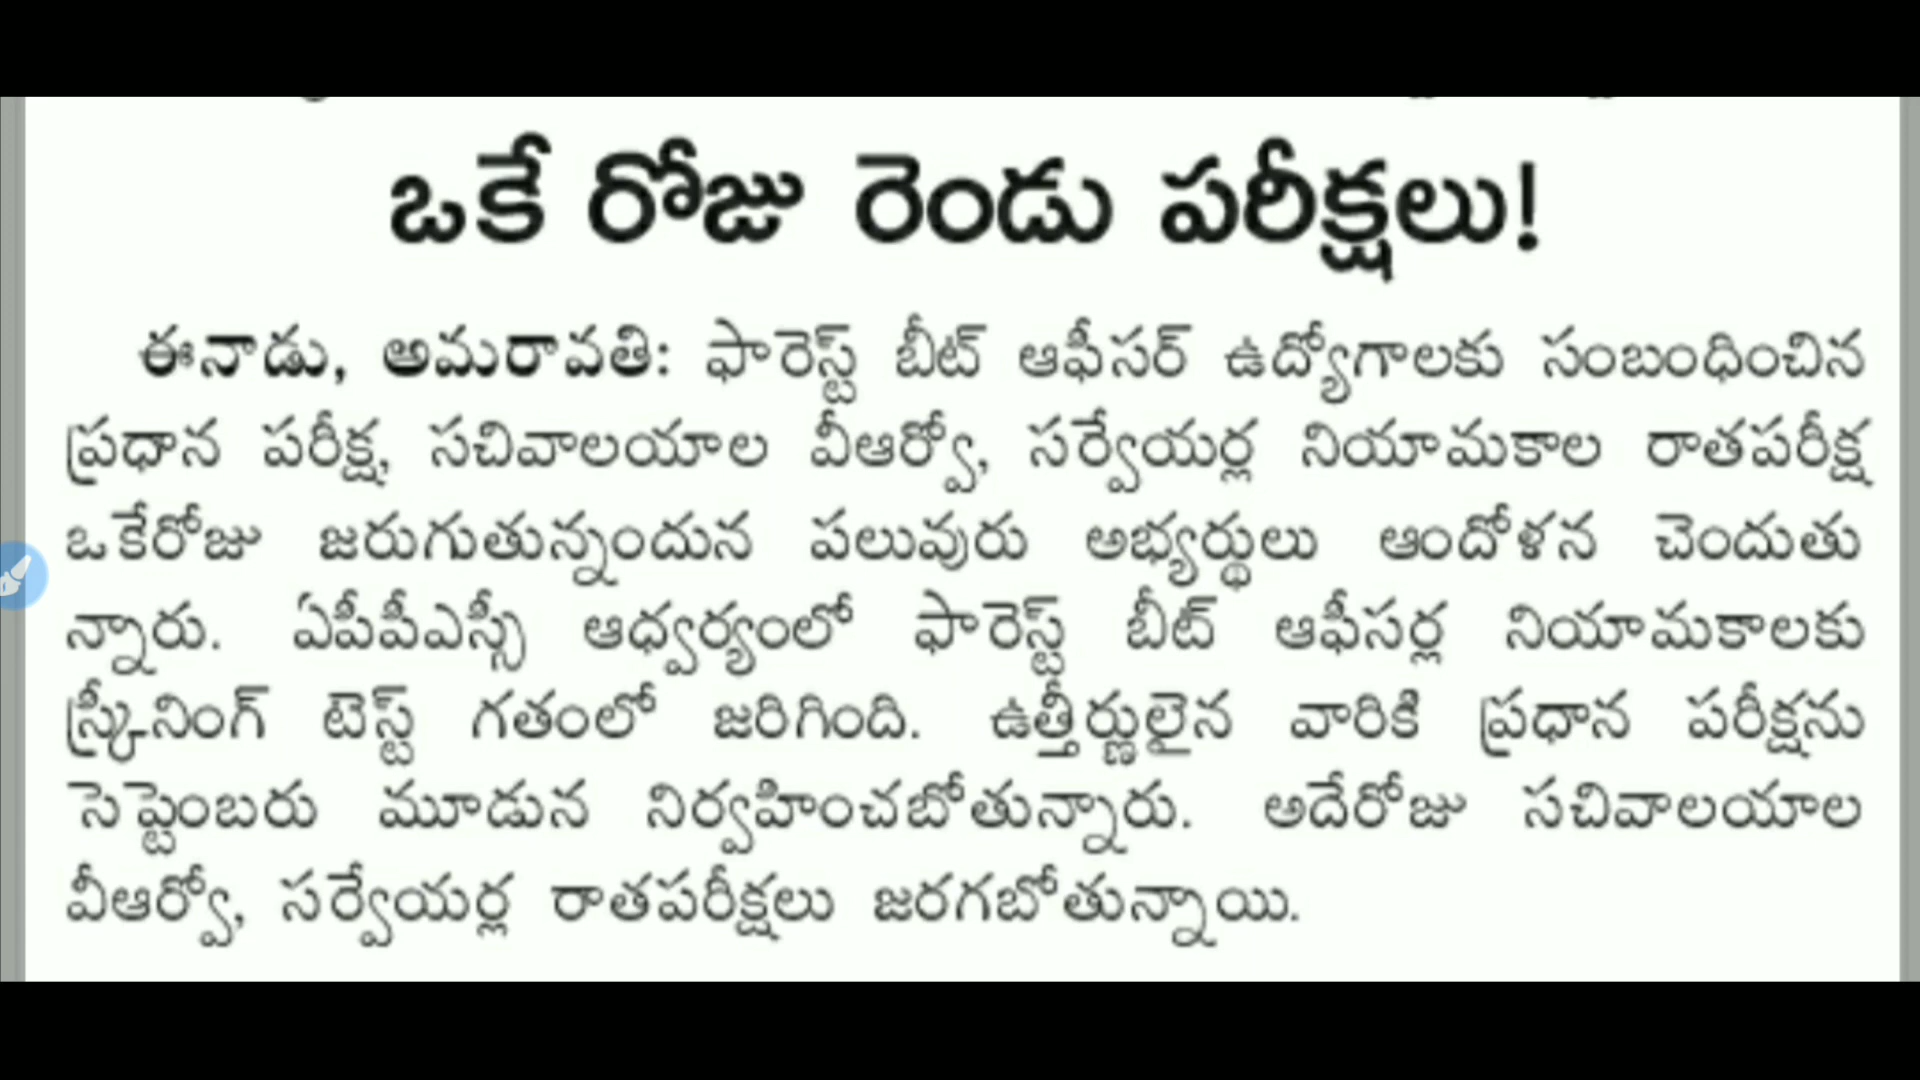 ఒకే రోజు రెండు పరీక్షలు!
ఈనాడు, అమరావతి: ఫారెస్ట్ బీట్ ఆఫీసర్ ఉద్యోగాలకు సంబంధించిన
ప్రధాన పరీక్ష, సచివాలయాల వీఆర్వో, సర్వేయర్ల నియామకాల రాతపరీక్ష
ఒకేరోజు జరుగుతున్నందున పలువురు అభ్యర్థులు ఆందోళన చెందుతు
న్నారు. ఏపీపీఎస్సీ ఆధ్వర్యంలో ఫారెస్ట్ బీట్ ఆఫీసర్ల నియామకాలకు
స్క్రీనింగ్ టెస్ట్ గతంలో జరిగింది. ఉత్తీర్ణులైన వారికి ప్రధాన పరీక్షను
సెప్టెంబరు మూడున నిర్వహించబోతున్నారు. అదేరోజు సచివాలయాల
వీఆర్వో, సర్వేయర్ల రాతపరీక్షలు జరగబోతున్నాయి.